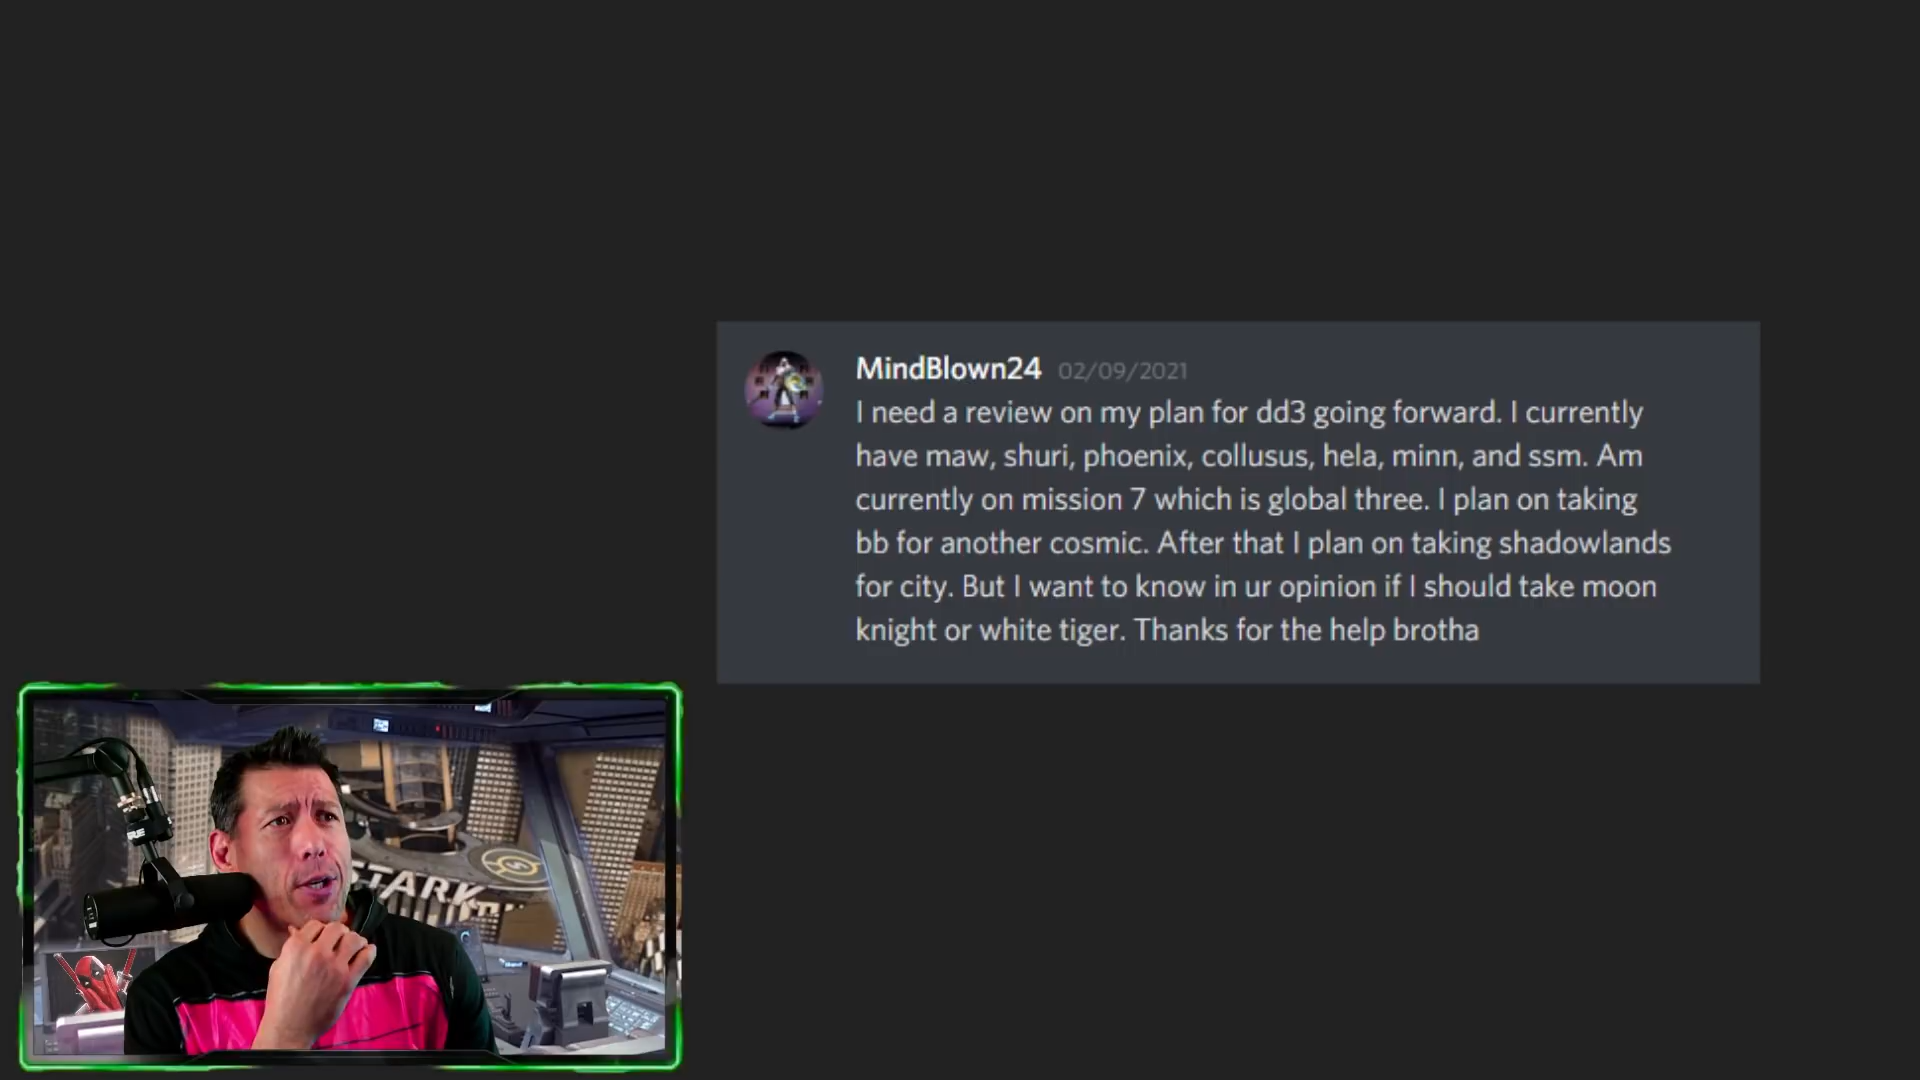 MindBlown24 02/09/2021
I need a review on my plan for dd3 going forward. I currently
have maw, shuri, phoenix, collusus, hela, minn, and ssm. Am
currently on mission 7 which is global three. I plan on taking
bb for another cosmic. After that I plan on taking shadowlands
for city. But I want to know in ur opinion if I should take moon
knight or white tiger. Thanks for the help brotha
STARK